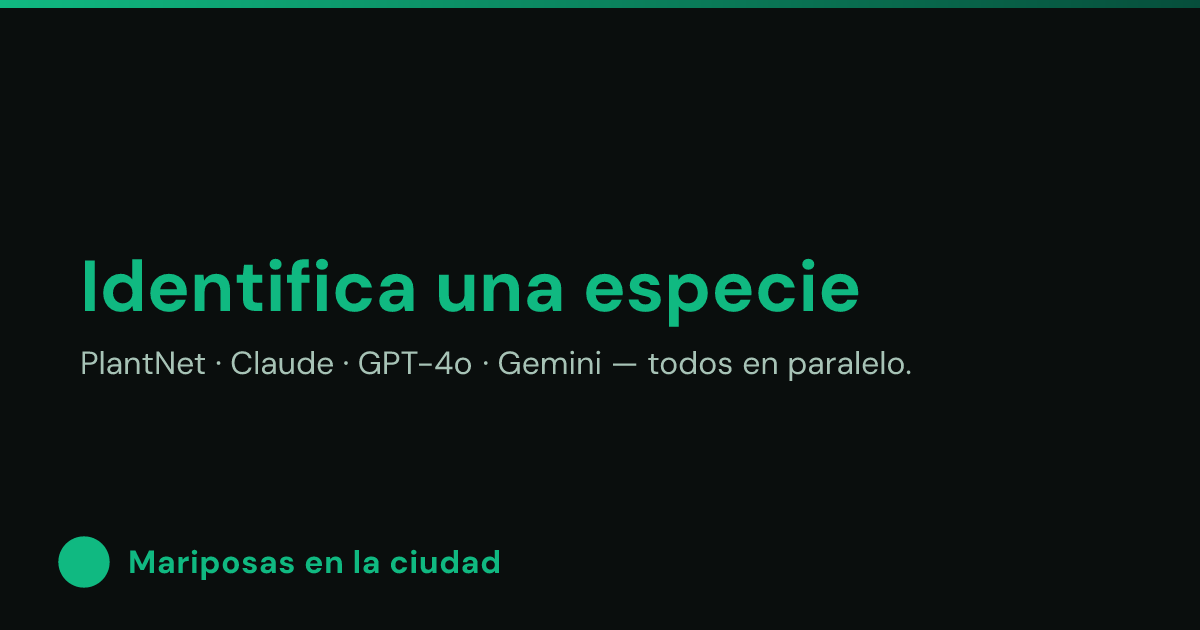 Identifica una especie
PlantNet · Claude · GPT-4o · Gemini — todos en paralelo.
Mariposas en la ciudad